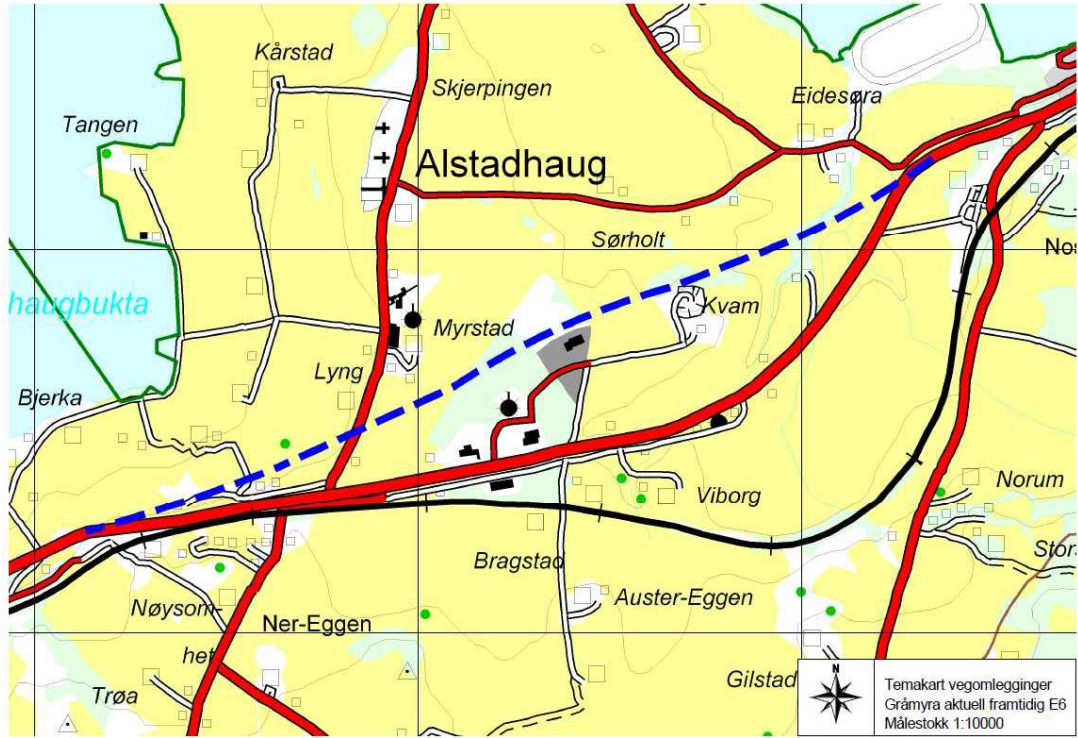 Kårstad
Skjerpingen
Eidesøra
Tangen
Alstadhaug
Sørholt
Nos
haugbukta
Kvam
Myrstad
Lyng
Bjerka
Norum
Viborg
Stors
Bragstad
Auster-Eggen
Nøysom-
het
Ner-Eggen
Gilstad
Trøa
N
Temakart vegomlegginger
Gråmyra aktuell framtidig E6
Målestokk 1:10000